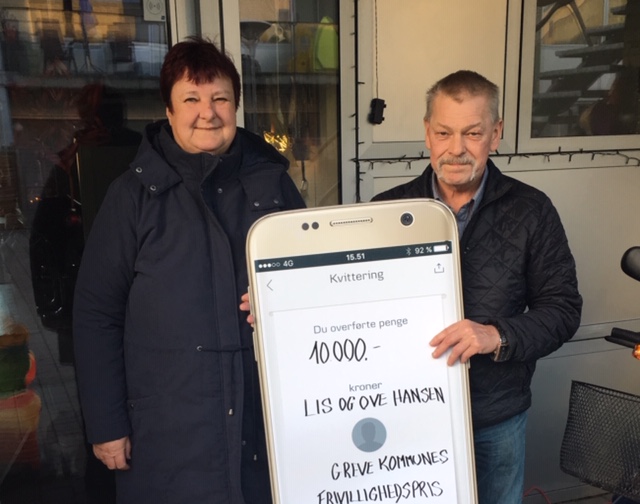 4G 15.51 92 %
Kvittering
Du overførte penge
10000.-
kroner
LIS OG OVE HANSEN
GREVE KOMMUNES
FRIVILLIGHEDSPRIS